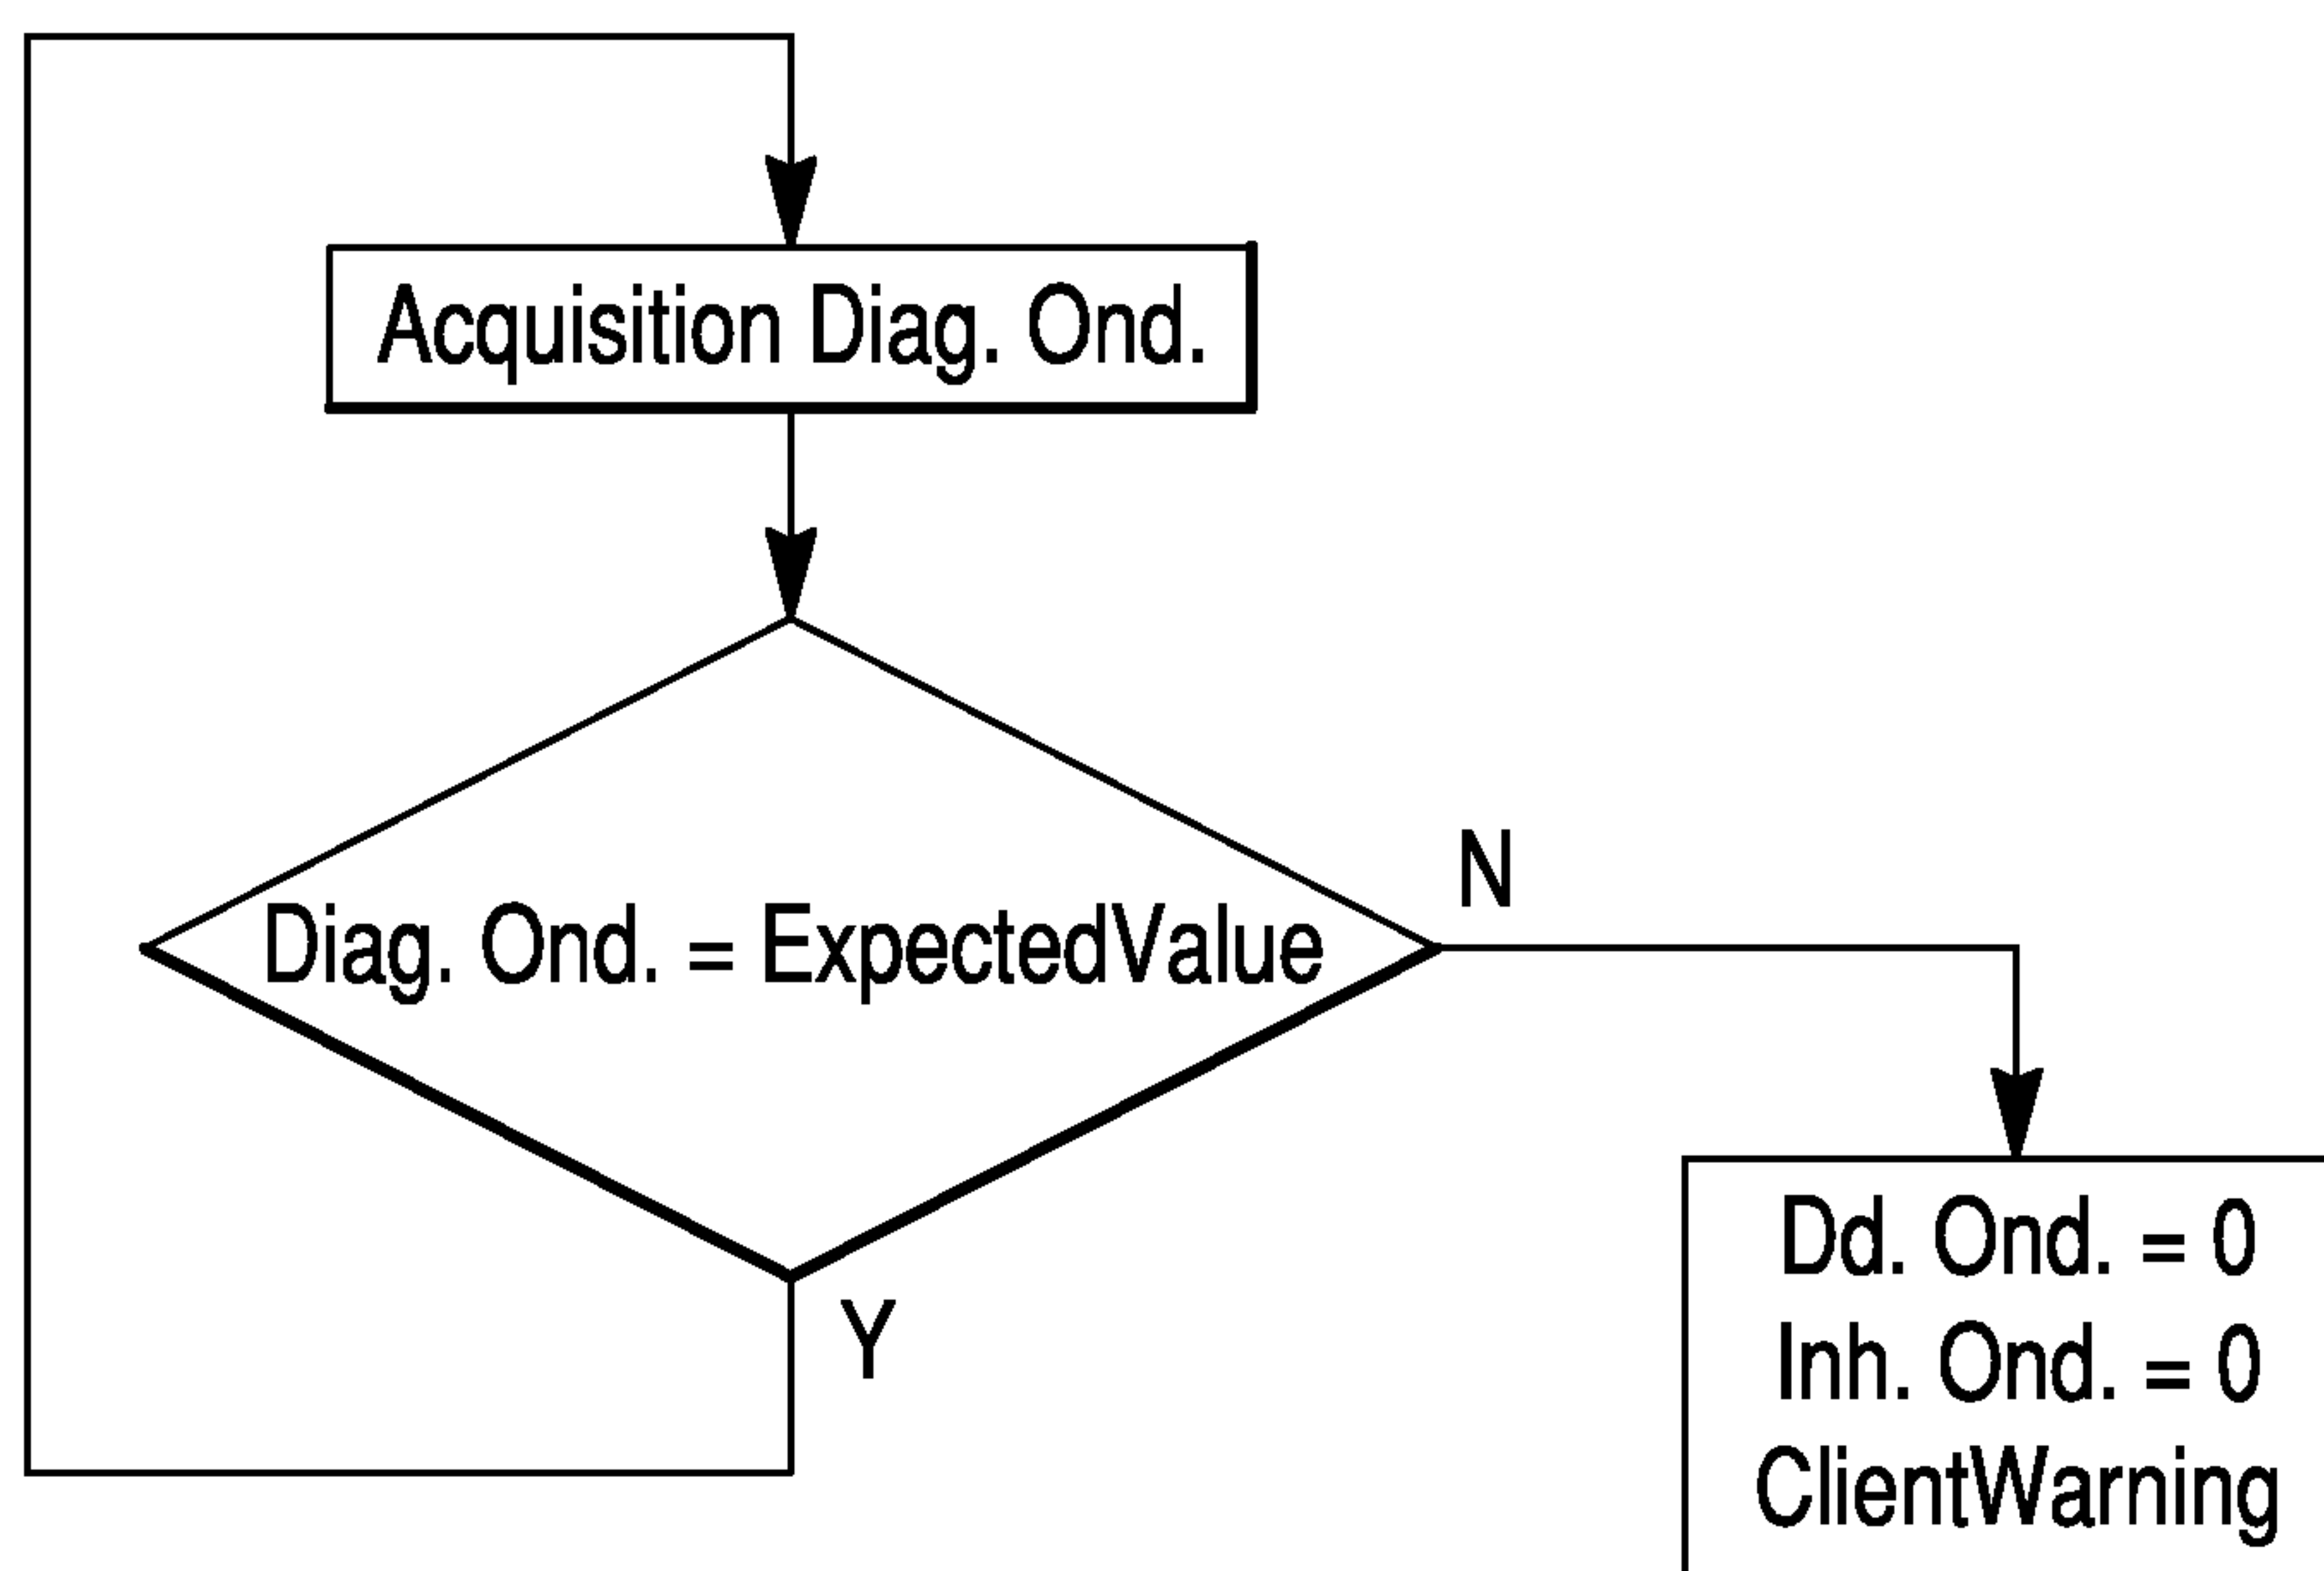 Acquisition Diag. Ond.
Diag. Ond. = ExpectedValue
N
Y
Dd. Ond. = 0
Inh. Ond. = 0
ClientWarning